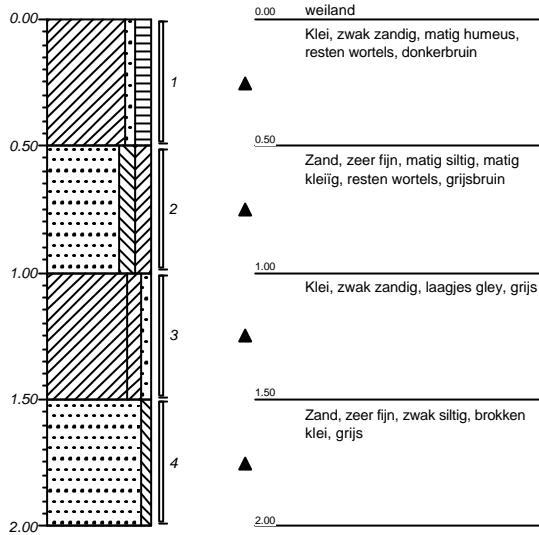 0.00
0.00
weiland
Klei, zwak zandig, matig humeus,
resten wortels, donkerbruin
1
0.50
0.50
Zand, zeer fijn, matig siltig, matig
kleiïg, resten wortels, grijsbruin
2
1.00
1.00
Klei, zwak zandig, laagjes gley, grijs
3
1.50
1.50
Zand, zeer fijn, zwak siltig, brokken
klei, grijs
4
2.00
2.00